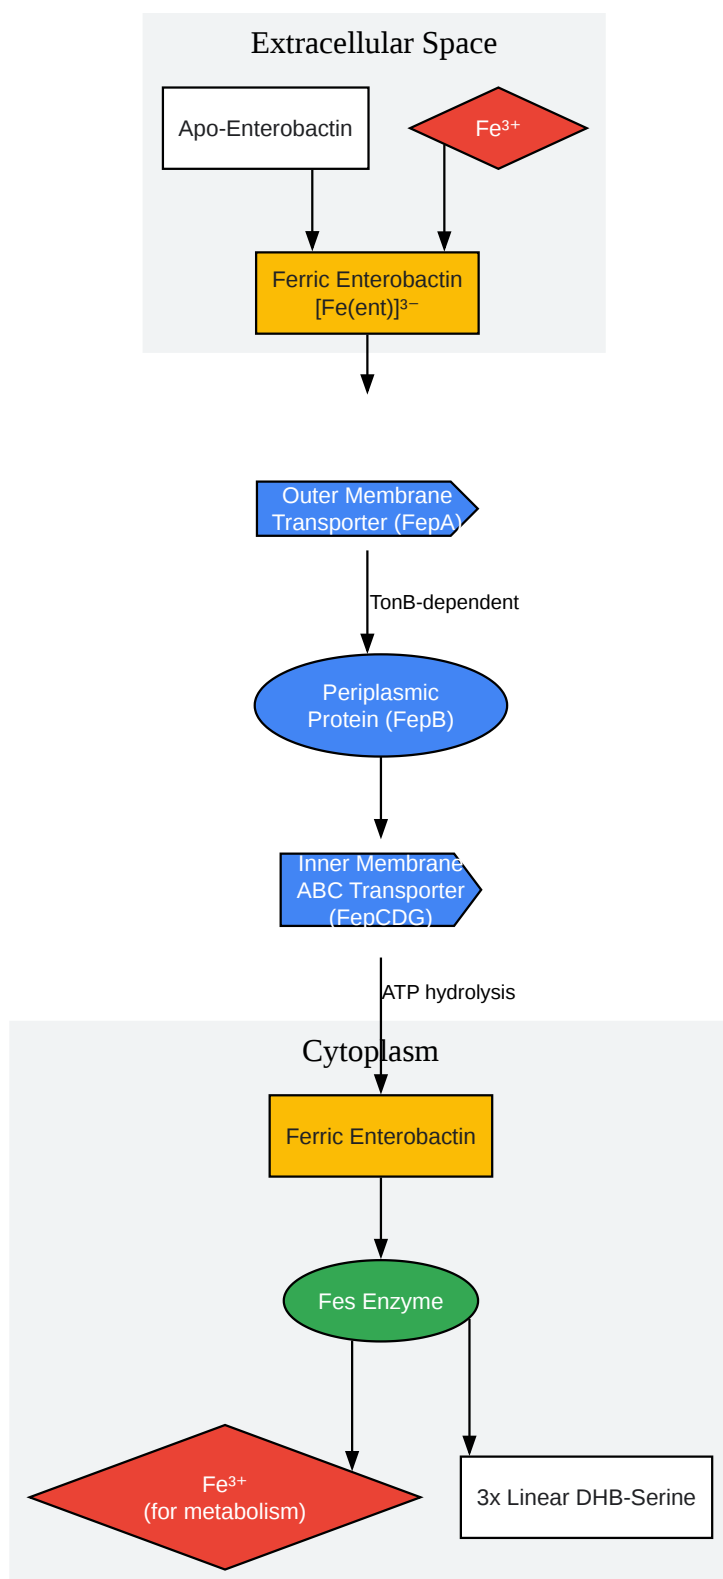 Extracellular Space
Apo-Enterobactin
Fe³⁺
Ferric Enterobactin
[Fe(ent)]³⁻
Outer Membrane
Transporter (FepA)
TonB-dependent
Periplasmic
Protein (FepB)
Inner Membrane
ABC Transporter
(FepCDG)
ATP hydrolysis
Cytoplasm
Ferric Enterobactin
Fes Enzyme
Fe³⁺
(for metabolism)
3x Linear DHB-Serine